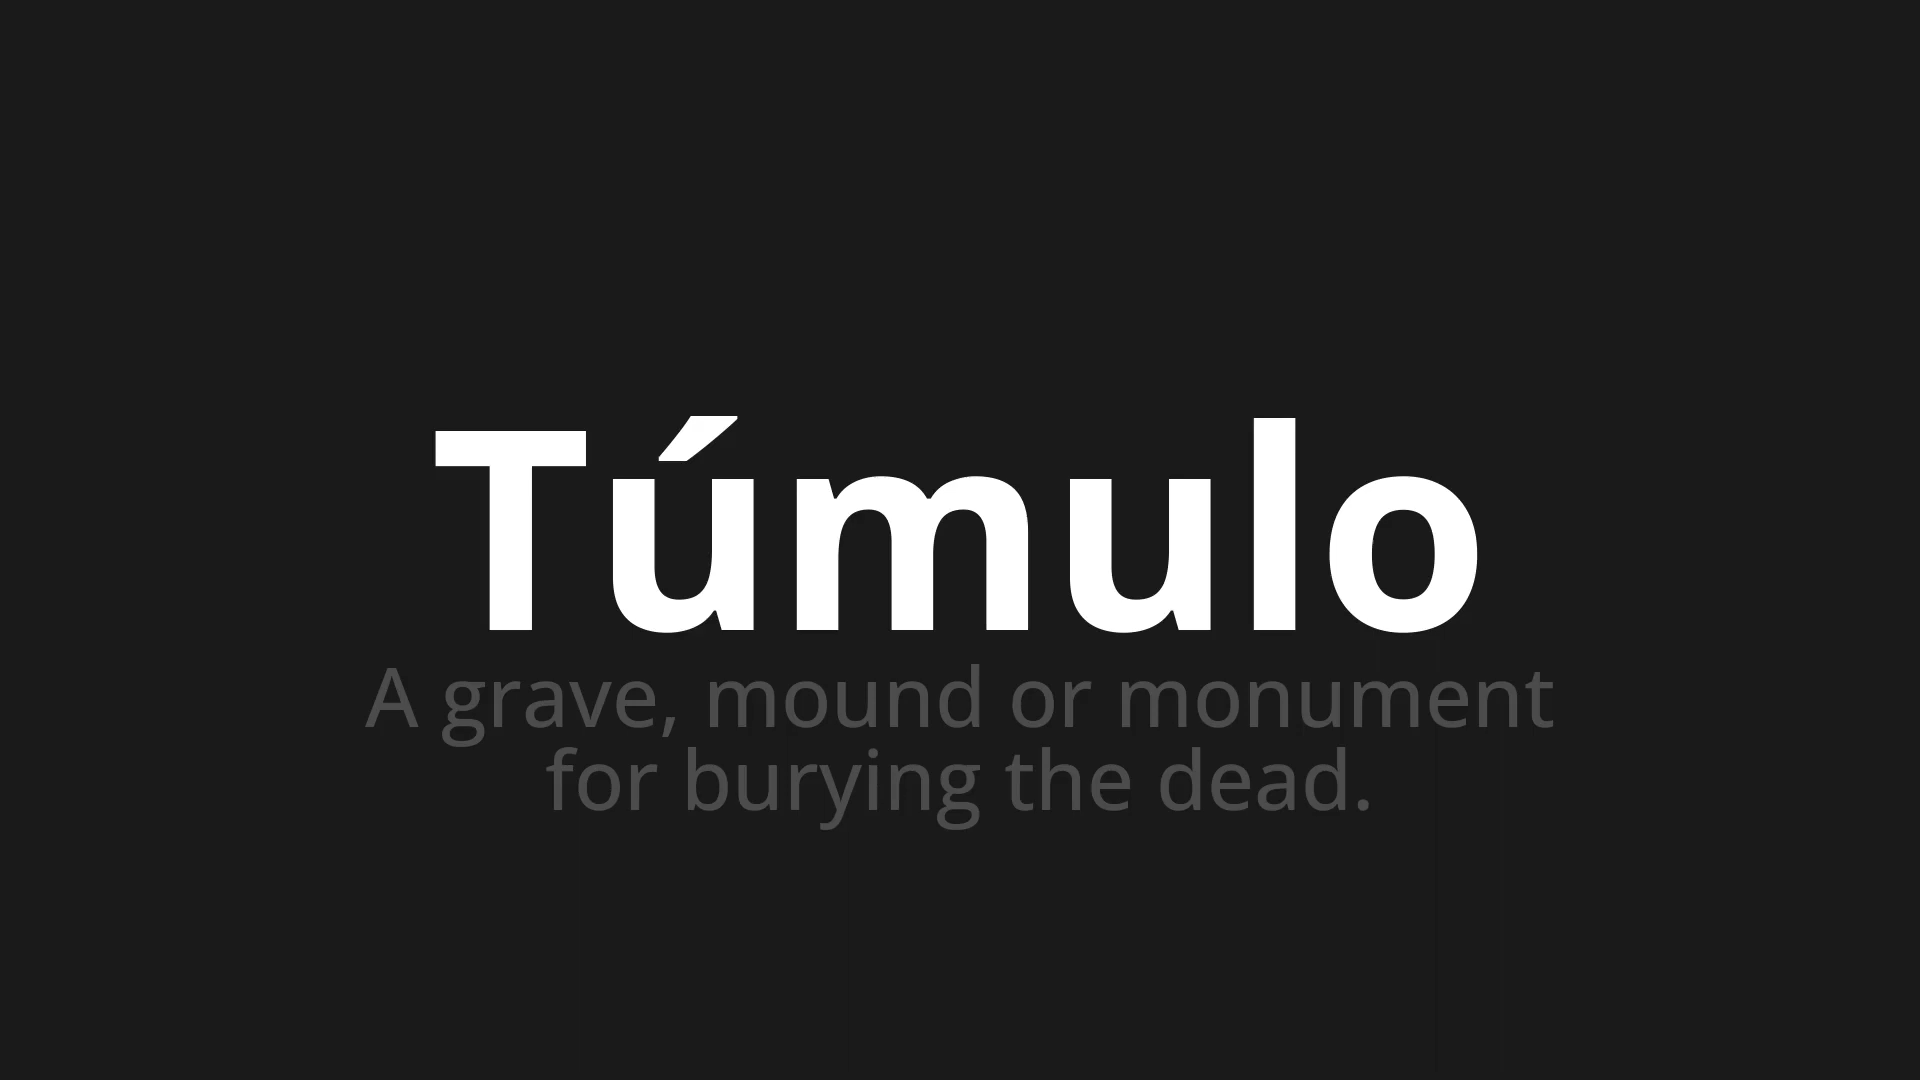 Túmulo
A grave, mound or monument
for burying the dead.